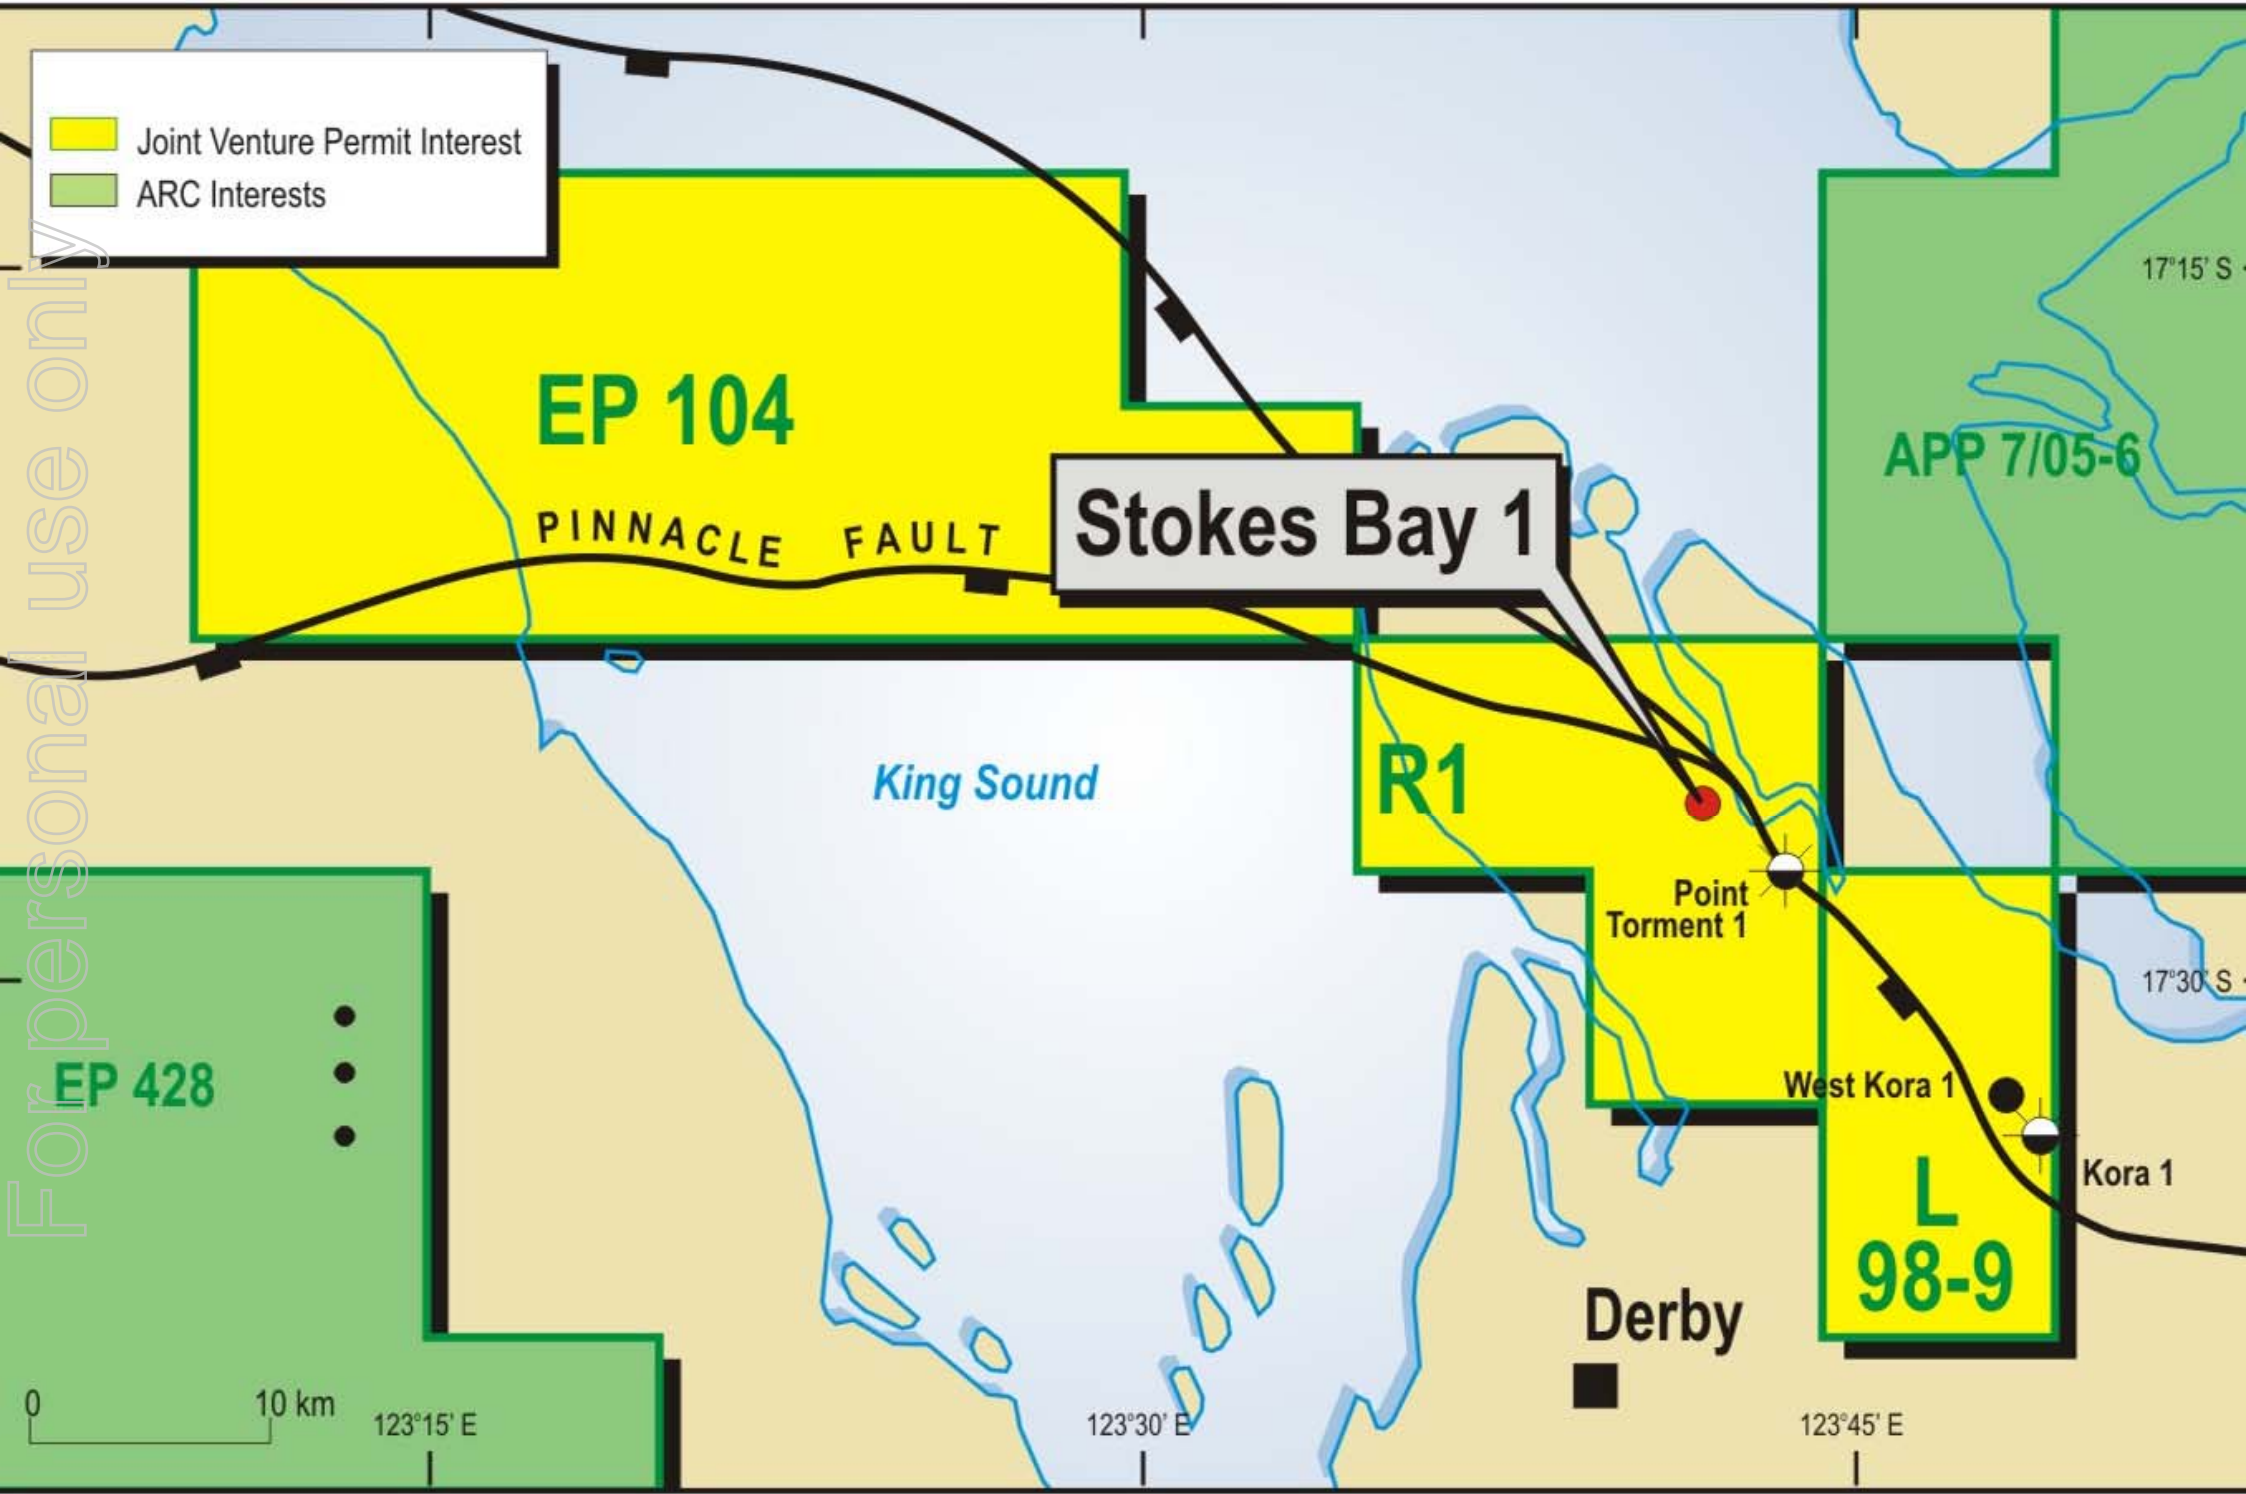 Joint Venture Permit Interest
ARC Interests
For personal use only
17°15' S
EP 104
APP 7/05-6
PINNACLE FAULT
Stokes Bay 1
King Sound
R1
Point
Torment 1
17°30' S
EP 428
West Kora 1
Kora 1
L
98-9
Derby
0 10 km
123°15' E
123°30' E
123°45' E